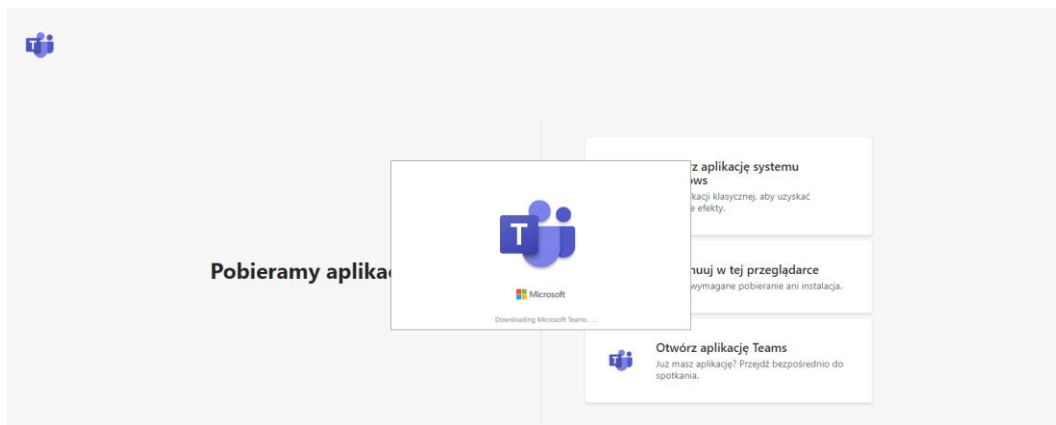 Pobieramy aplikac
z aplikację systemu
ows
kacji klasycznej, aby uzyskać
e efekty.
nuuj w tej przeglądarce
wymagane pobieranie ani instalacja.
Otwórz aplikację Teams
Już masz aplikację? Przejdź bezpośrednio do
spotkania.
T
Microsoft
Downloading Microsoft Teams . . .